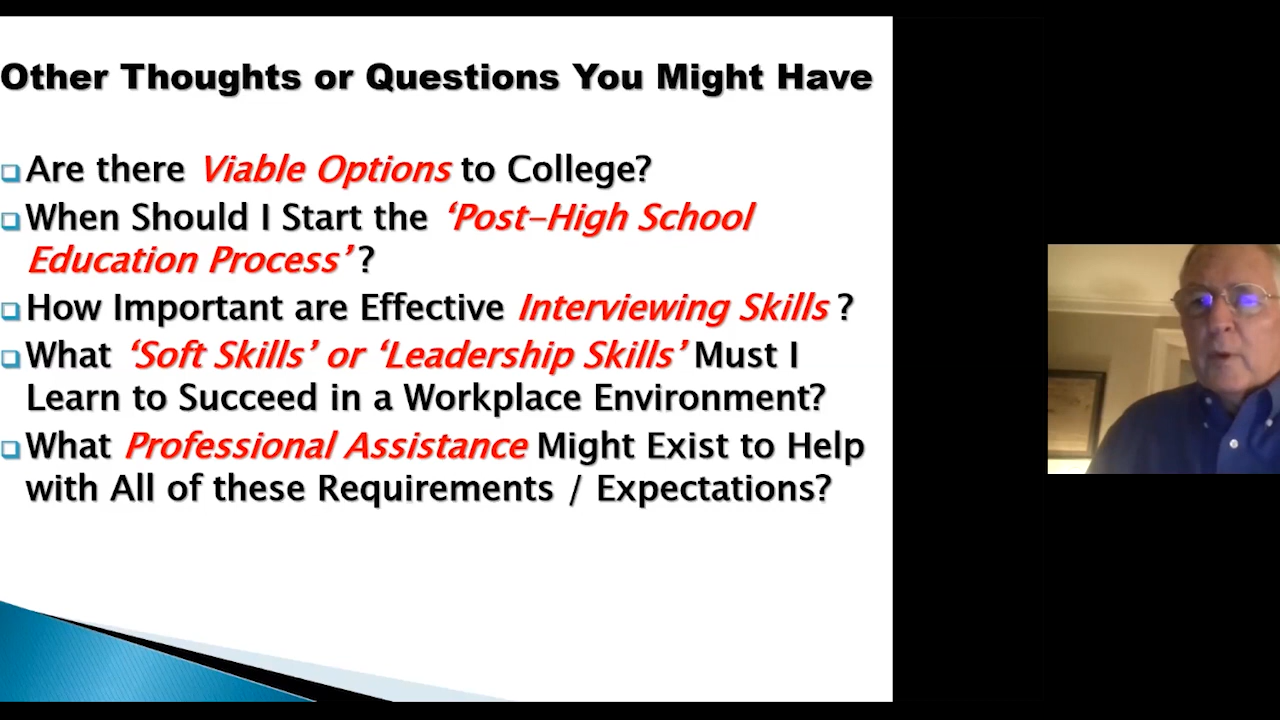 Other Thoughts or Questions You Might Have
Are there Viable Options to College?
When Should I Start the ‘Post-High School
Education Process’ ?
How Important are Effective Interviewing Skills ?
What ‘Soft Skills’ or ‘Leadership Skills’ Must I
Learn to Succeed in a Workplace Environment?
What Professional Assistance Might Exist to Help
with All of these Requirements / Expectations?